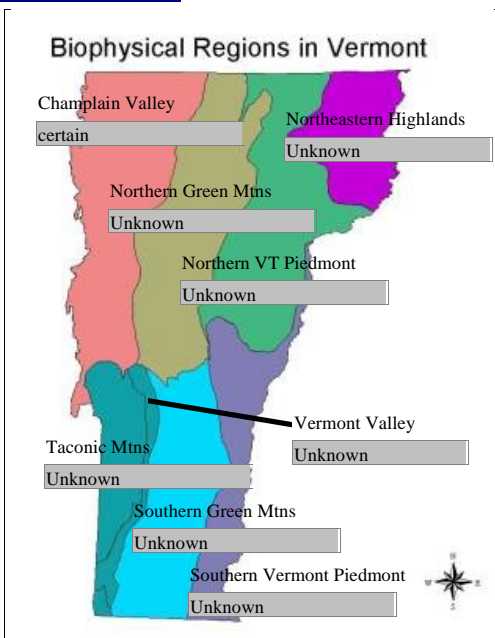 Biophysical Regions in Vermont
Champlain Valley
certain
Northeastern Highlands
Unknown
Northern Green Mtns
Unknown
Northern VT Piedmont
Unknown
Vermont Valley
Unknown
Taconic Mtns
Unknown
Southern Green Mtns
Unknown
Southern Vermont Piedmont
Unknown
N
W E
S